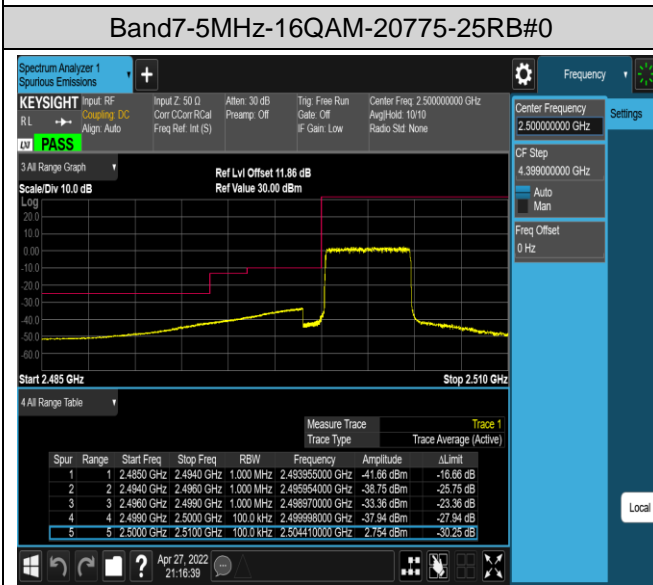 Band7-5MHz-16QAM-20775-25RB#0
Spectrum Analyzer 1
Spurious Emissions
+
Frequency
KEYSIGHT Input: RF Input Z: 50 Ω Atten: 30 dB Trig: Free Run Center Freq: 2.500000000 GHz
RL Coupling: DC Corr CCorr RCal Preamp: Off Gate: Off Avg|Hold: 10/10
Align: Auto Freq Ref: Int (S) IF Gain: Low Radio Std: None
LXI PASS
Center Frequency
2.500000000 GHz
Settings
CF Step
4.399000000 GHz
Auto
Man
Freq Offset
0 Hz
Local
3 All Range Graph
Ref Lvl Offset 11.86 dB
Scale/Div 10.0 dB Ref Value 30.00 dBm
Log
20.0
10.0
0.00
-10.0
-20.0
-30.0
-40.0
-50.0
-60.0
Start 2.485 GHz Stop 2.510 GHz
4 All Range Table
Measure Trace Trace 1
Trace Type Trace Average (Active)
Spur Range Start Freq Stop Freq RBW Frequency Amplitude ΔLimit
1 1 2.4850 GHz 2.4940 GHz 1.000 MHz 2.493955000 GHz -41.66 dBm -16.66 dB
2 2 2.4940 GHz 2.4960 GHz 1.000 MHz 2.495954000 GHz -38.75 dBm -25.75 dB
3 3 2.4960 GHz 2.4990 GHz 1.000 MHz 2.498970000 GHz -33.36 dBm -23.36 dB
4 4 2.4990 GHz 2.5000 GHz 100.0 kHz 2.499998000 GHz -37.94 dBm -27.94 dB
5 5 2.5000 GHz 2.5100 GHz 100.0 kHz 2.504410000 GHz 2.754 dBm -30.25 dB
? Apr 27, 2022
21:16:39